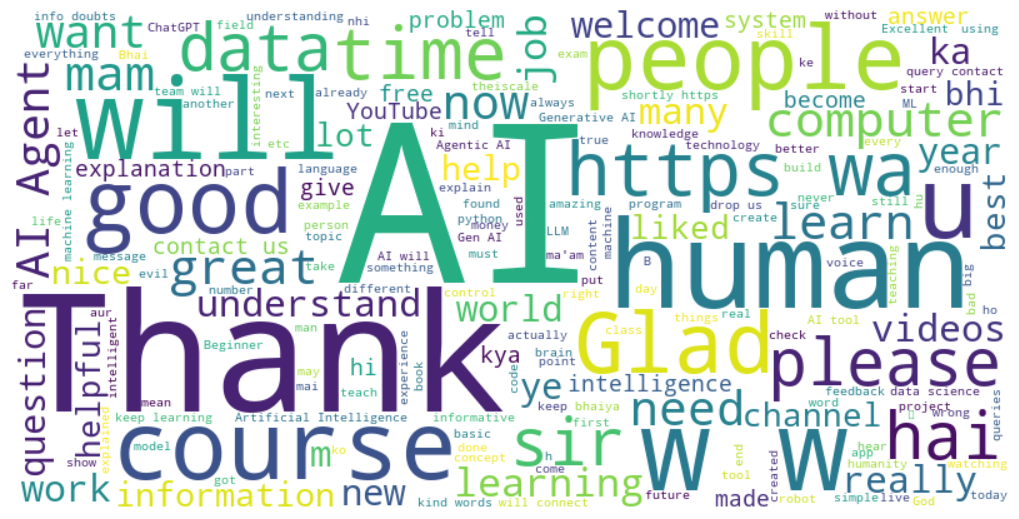 info doubts
ChatGPT
field
understanding
nhi
problem
tell
welcome
system
without
answer
Excellent
using
want
data
time
job
people
skill
exam
ke
ka
query contact
everything
Bhai
mam
team will
another
next
already
interesting
theiscale
free
YouTube
now
always
shortly https
Generative AI
many
become
ML
start
bhi
every
AI Agent
will
lot
let
etc
ki
mind
Agentic AI
true
knowledge
technology
better
computer
explanation
part
language
help
https
build
wa
year
enough
machine learning
good
give
explain
example
found
python
used
amazing
program
drop us
never
still
hu
u
best
life
person
money
LLM
create
sure
learn
topic
Gen AI
must
ma'am
content
machine
liked
contact us
message
evil
take
AI will
something
B
voice
teaching
big
far
nice
great
AI
put
day
human
bad
number
different
control
right
Thank
understand
world
things
real
AI tool
ho
question
helpful
aur
intelligent
man
actually
Glad
class
check
videos
Beginner
hi
experience
book
kya
brain
point
code
please
may
mai
teach
ye
intelligence
feedback
data science
mean
keep learning
Artificial Intelligence
informative
keep
bhaiya
need
channel
word
project
wrong
queries
explained
course
m
ko
basic
first
sir
W W
hear
app
humanity
watching
hai
show
model
done
concept
h
come
end
tool
created
really
work
got
information
new
kind words
will connect
learning
future
made
robot
simple
live
God
today